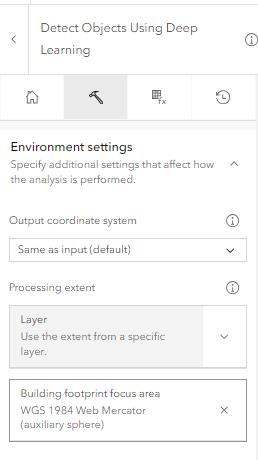 Detect Objects Using Deep
Learning
Environment settings
Specify additional settings that affect how
the analysis is performed.
Output coordinate system
Same as input (default)
Processing extent
Layer
Use the extent from a specific
layer.
Building footprint focus area
WGS 1984 Web Mercator
(auxiliary sphere)